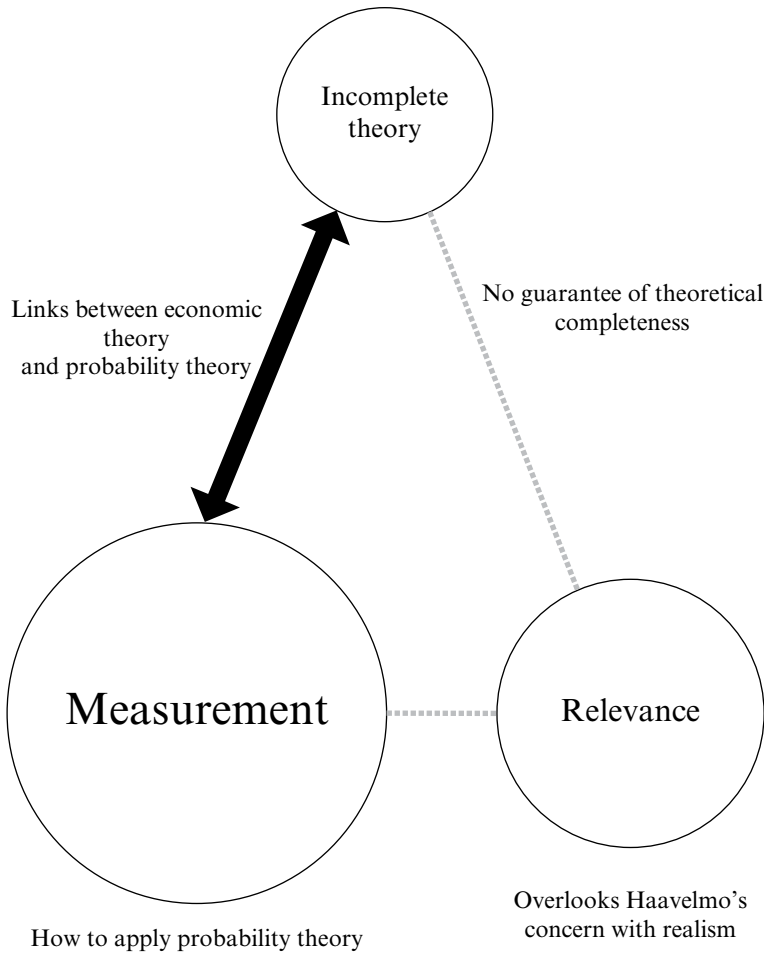 Incomplete
theory
Links between economic
theory
and probability theory
No guarantee of theoretical
completeness
Measurement
Relevance
Overlooks Haavelmo’s
concern with realism
How to apply probability theory